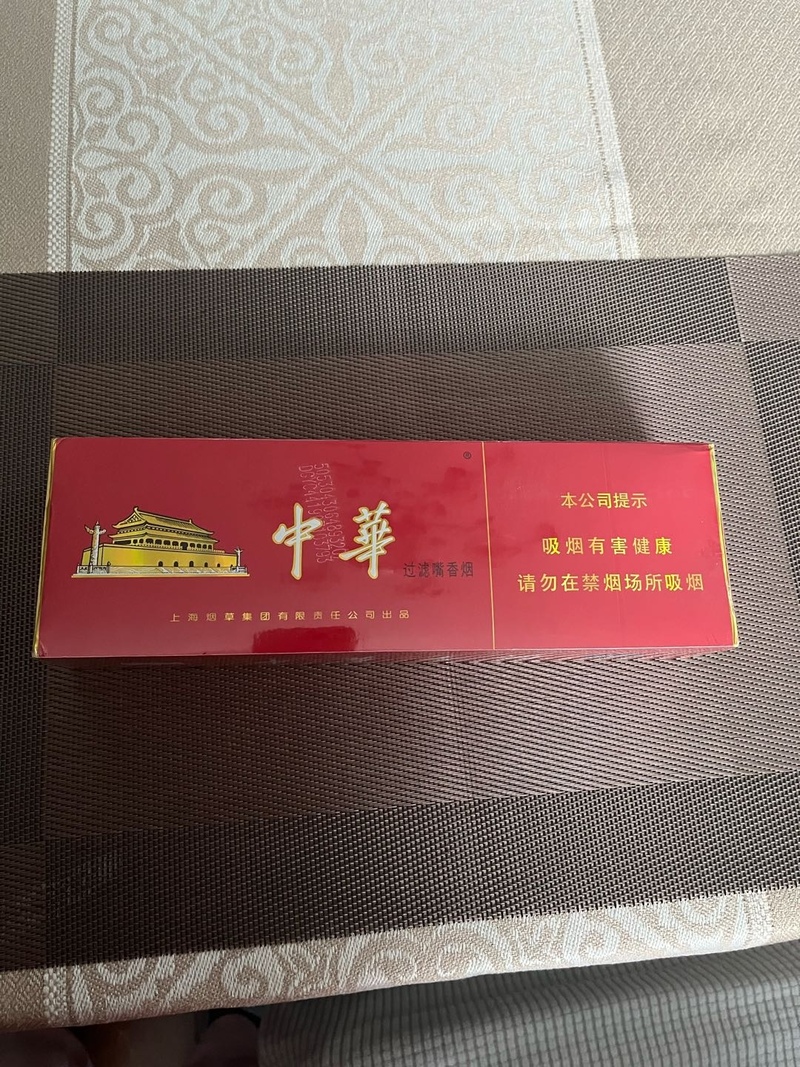 中華
®
过滤嘴香烟
上海烟草集团有限责任公司出品
本公司提示
吸烟有害健康
请勿在禁烟场所吸烟